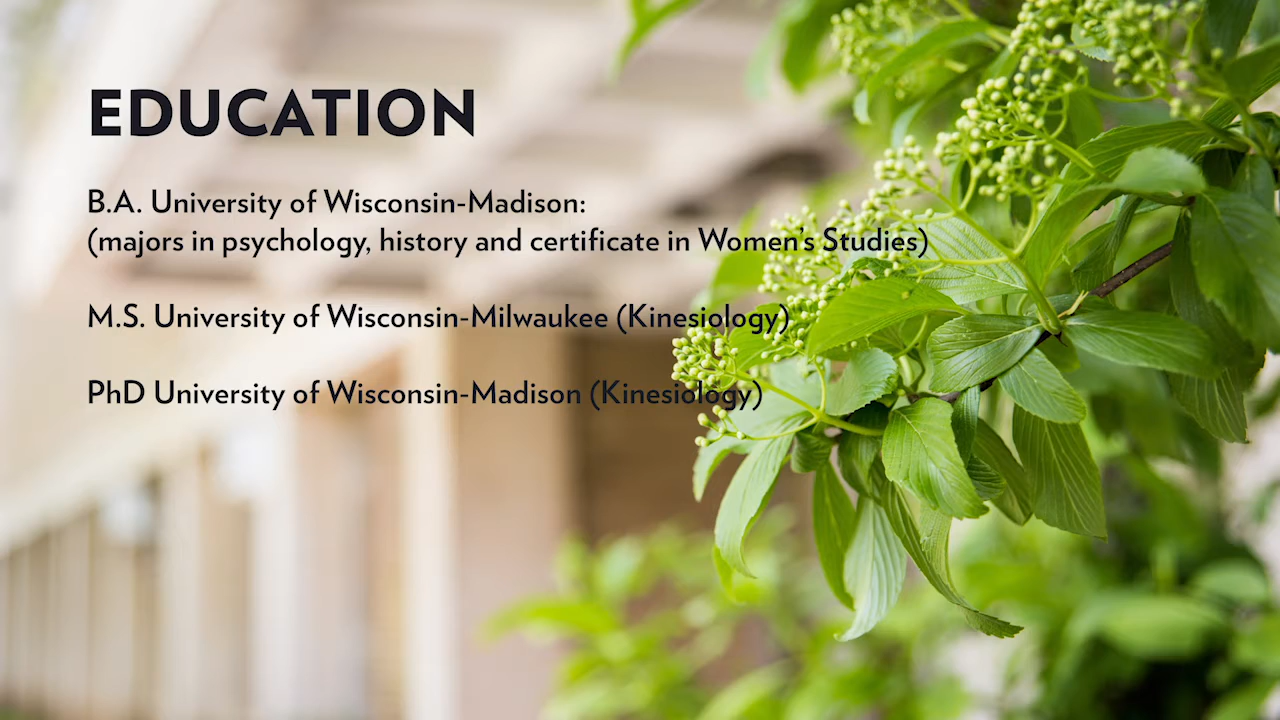 EDUCATION
B.A. University of Wisconsin-Madison:
(majors in psychology, history and certificate in Women’s Studies)
M.S. University of Wisconsin-Milwaukee (Kinesiology)
PhD University of Wisconsin-Madison (Kinesiology)